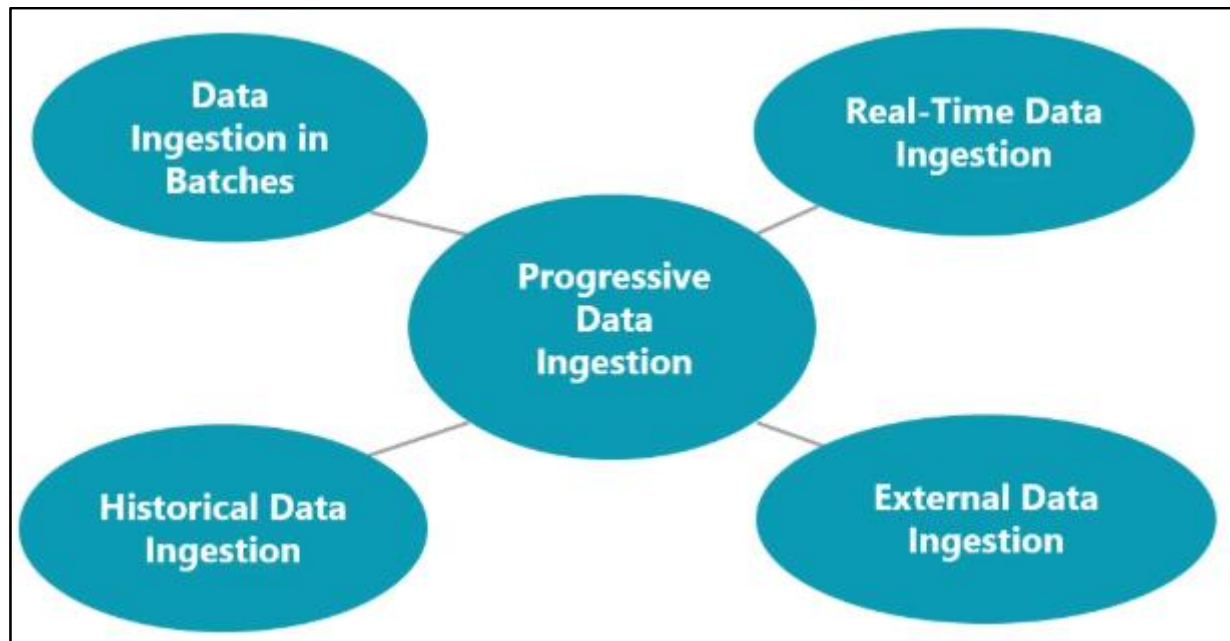 Data
Ingestion in
Batches
Real-Time Data
Ingestion
Progressive
Data
Ingestion
Historical Data
Ingestion
External Data
Ingestion